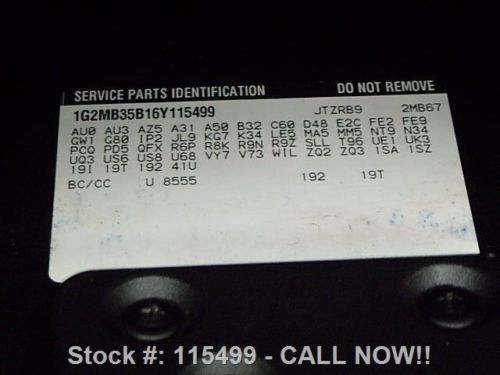 SERVICE PARTS IDENTIFICATION DO NOT REMOVE
1G2MB35B16Y115499 JTZRB9 2MB67
AU0 AU3 AZ5 A31 A50 B32 C60 D48 E2C FE2 FE9
GW1 G80 IP2 JL9 KG7 K34 LE5 MA5 MM5 NT9 N34
PCQ PD5 QFX R6P R8K R9N R9Z SLL T96 UE1 UK3
UQ3 US6 US8 U68 VY7 V73 WIL ZQ2 ZQ3 1SA 1SZ
19I 19T 192 41U
BC/CC U 8555 192 19T
Stock #: 115499 - CALL NOW!!